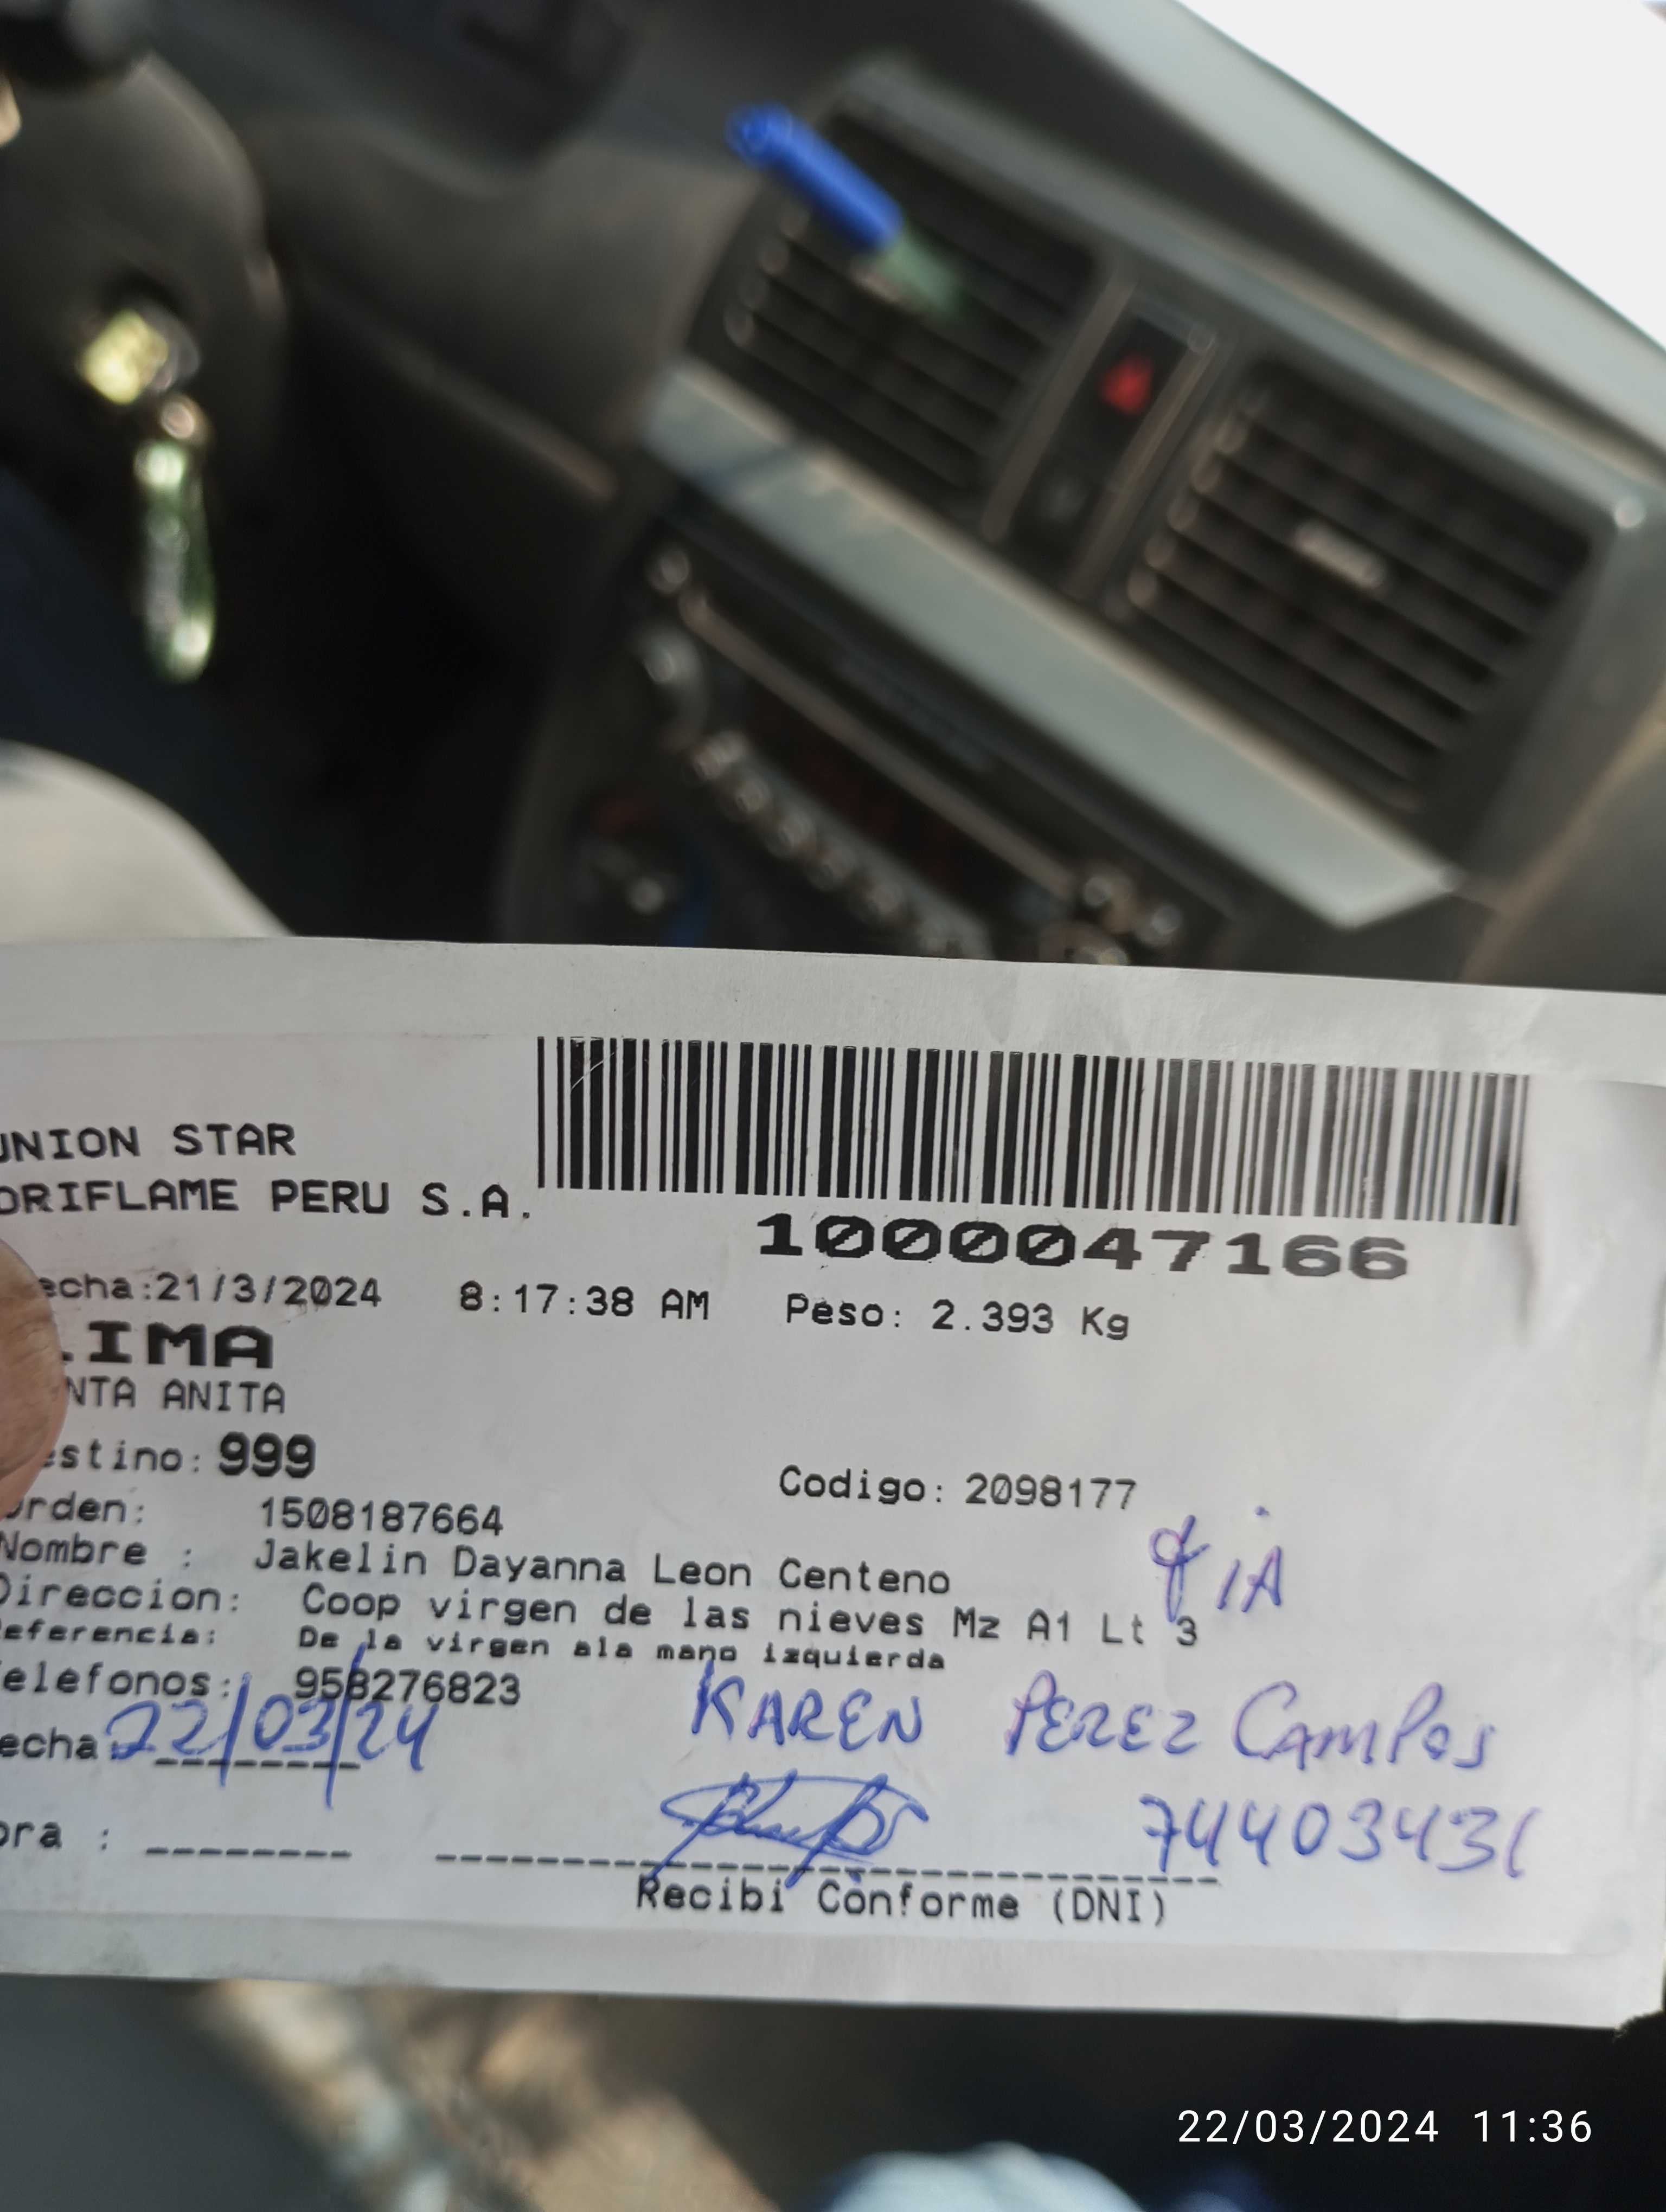 UNION STAR
ORIFLAME PERU S.A.
1000047166
echa:21/3/2024 8:17:38 AM Peso: 2.393 Kg
LIMA
NTA ANITA
estino: 999
Codigo: 2098177
Orden: 1508187664
Nombre : Jakelin Dayanna Leon Centeno
Direccion: Coop virgen de las nieves Mz A1 Lt 3
eferencia: De la virgen ala mano izquierda
elefonos: 958276823
KAREN PEREZ CAMPOS
echa: 22/03/24
74403431
ora :
Recibi Conforme (DNI)
22/03/2024 11:36